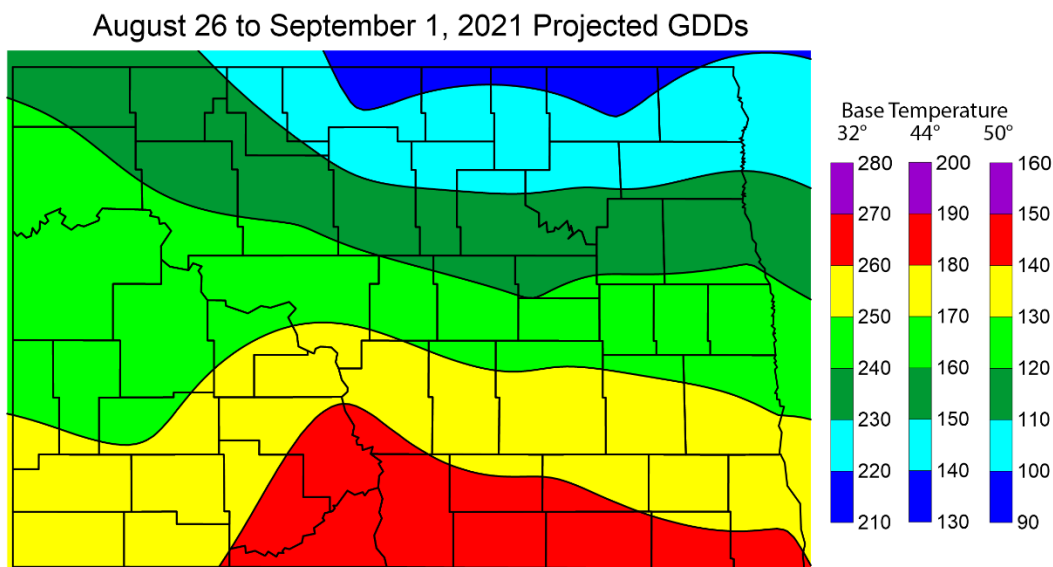 August 26 to September 1, 2021 Projected GDDs
Base Temperature
32° 44° 50°
280 200 160
270 190 150
260 180 140
250 170 130
240 160 120
230 150 110
220 140 100
210 130 90